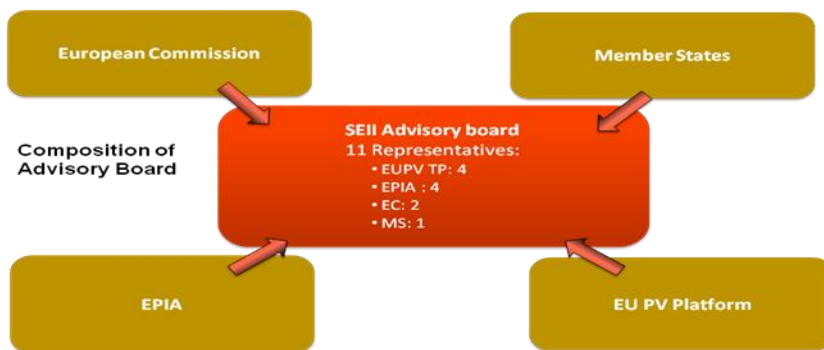 European Commission
Member States
Composition of
Advisory Board
SEII Advisory board
11 Representatives:
• EUPV TP: 4
• EPIA : 4
• EC: 2
• MS: 1
EPIA
EU PV Platform